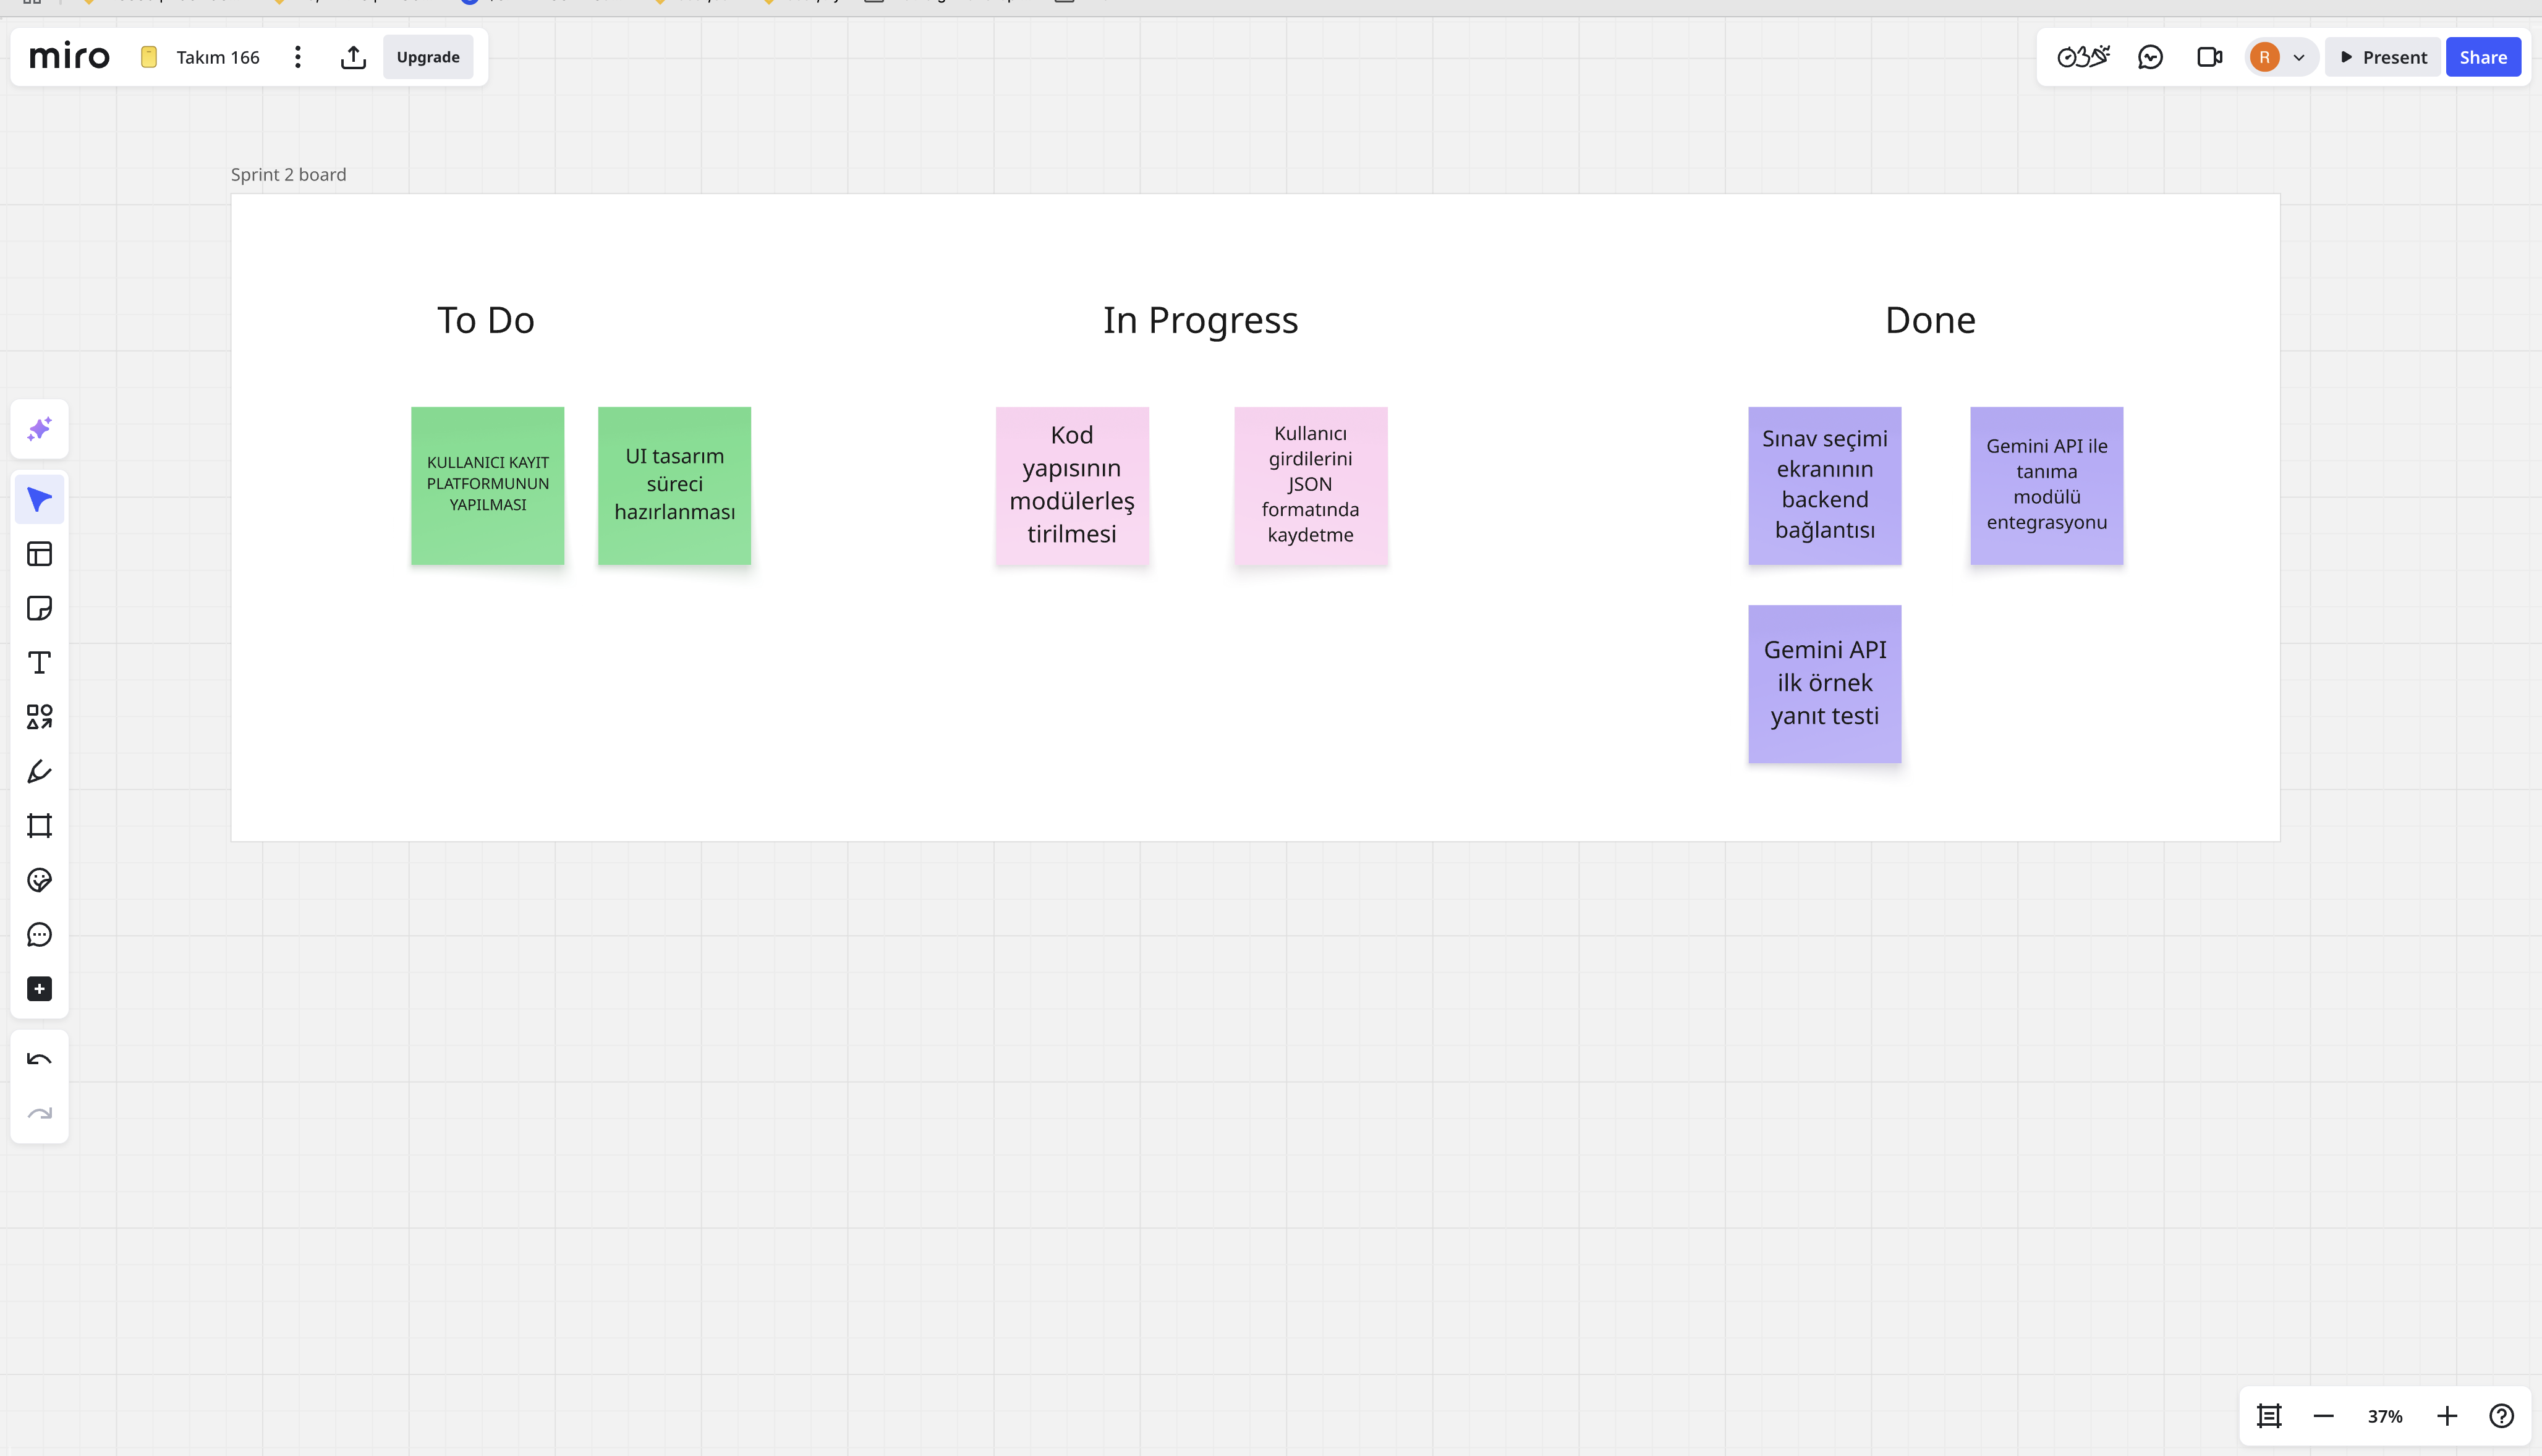 miro
Takım 166
Upgrade
R
Present
Share
Sprint 2 board
To Do
In Progress
Done
KULLANICI KAYIT
PLATFORMUNUN
YAPILMASI
UI tasarım
süreci
hazırlanması
Kod
yapısının
modülerleş
tirilmesi
Kullanıcı
girdilerini
JSON
formatında
kaydetme
Sınav seçimi
ekranının
backend
bağlantısı
Gemini API ile
tanıma
modülü
entegrasyonu
Gemini API
ilk örnek
yanıt testi
37%